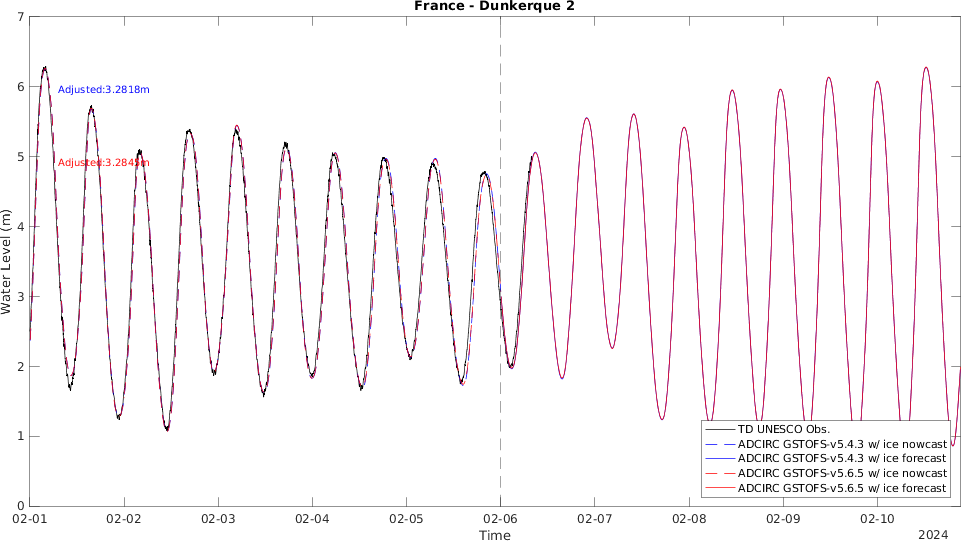 France - Dunkerque 2
7
6
5
4
3
2
1
0
Water Level (m)
Adjusted:3.2818m
Adjusted:3.2845m
TD UNESCO Obs.
ADCIRC GSTOFS-v5.4.3 w/ ice nowcast
ADCIRC GSTOFS-v5.4.3 w/ ice forecast
ADCIRC GSTOFS-v5.6.5 w/ ice nowcast
ADCIRC GSTOFS-v5.6.5 w/ ice forecast
02-01 02-02 02-03 02-04 02-05 02-06 02-07 02-08 02-09 02-10
Time
2024